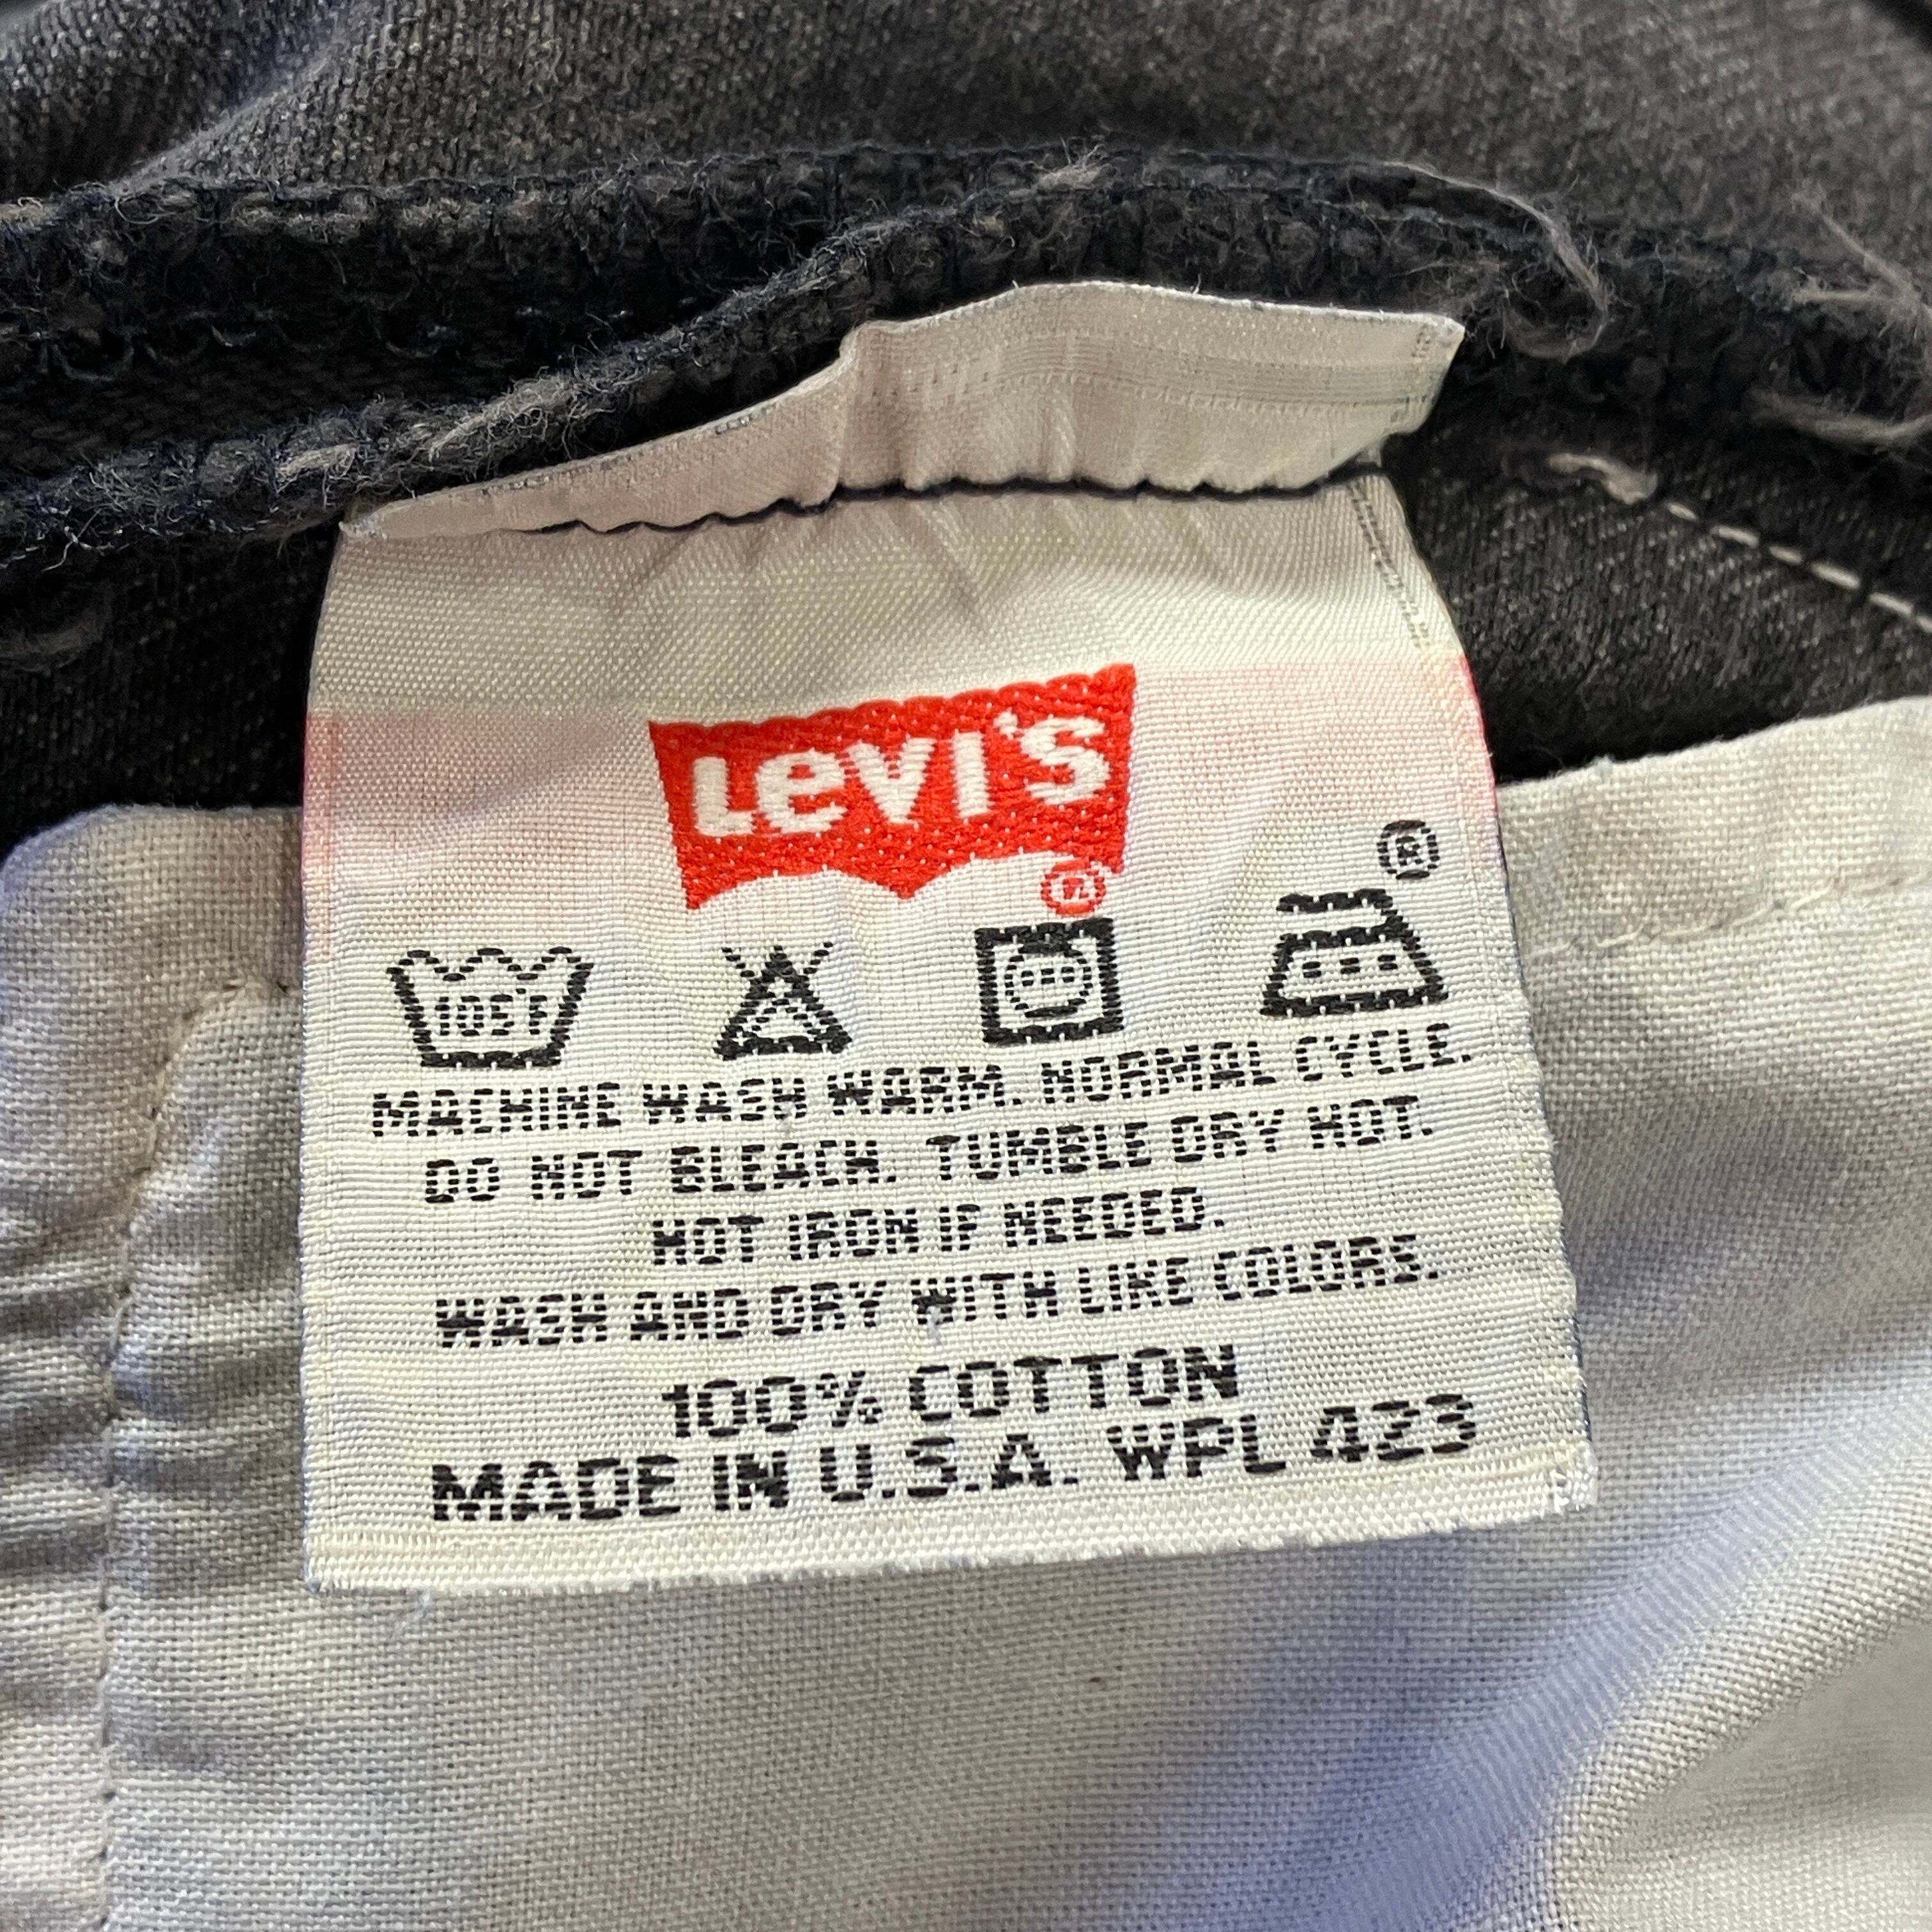 LEVI'S
®
®
105°F
MACHINE WASH WARM. NORMAL CYCLE.
DO NOT BLEACH. TUMBLE DRY HOT.
HOT IRON IF NEEDED.
WASH AND DRY WITH LIKE COLORS.
100% COTTON
MADE IN U.S.A. WPL 423